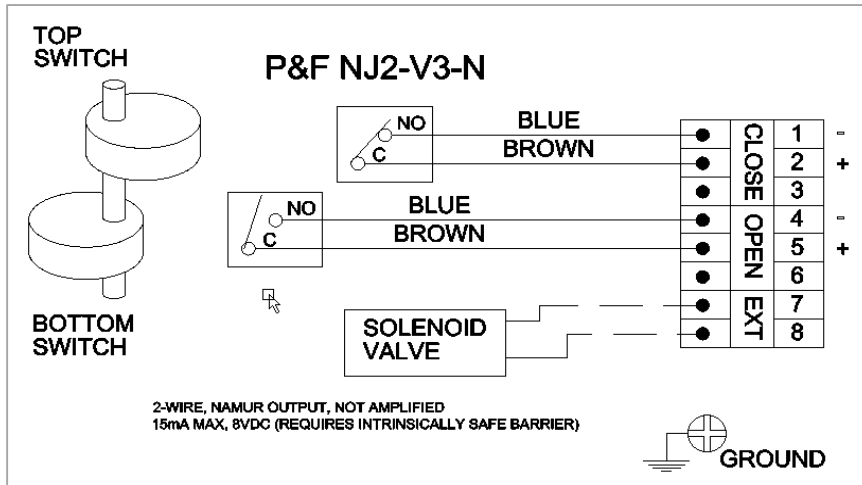 TOP
SWITCH
P&F NJ2-V3-N
NO
C
BLUE
BROWN
NO
C
BLUE
BROWN
CLOSE
OPEN
EXT
1 -
2 +
3
4 -
5 +
6
7
8
BOTTOM
SWITCH
SOLENOID
VALVE
2-WIRE, NAMUR OUTPUT, NOT AMPLIFIED
15mA MAX, 8VDC (REQUIRES INTRINSICALLY SAFE BARRIER)
GROUND